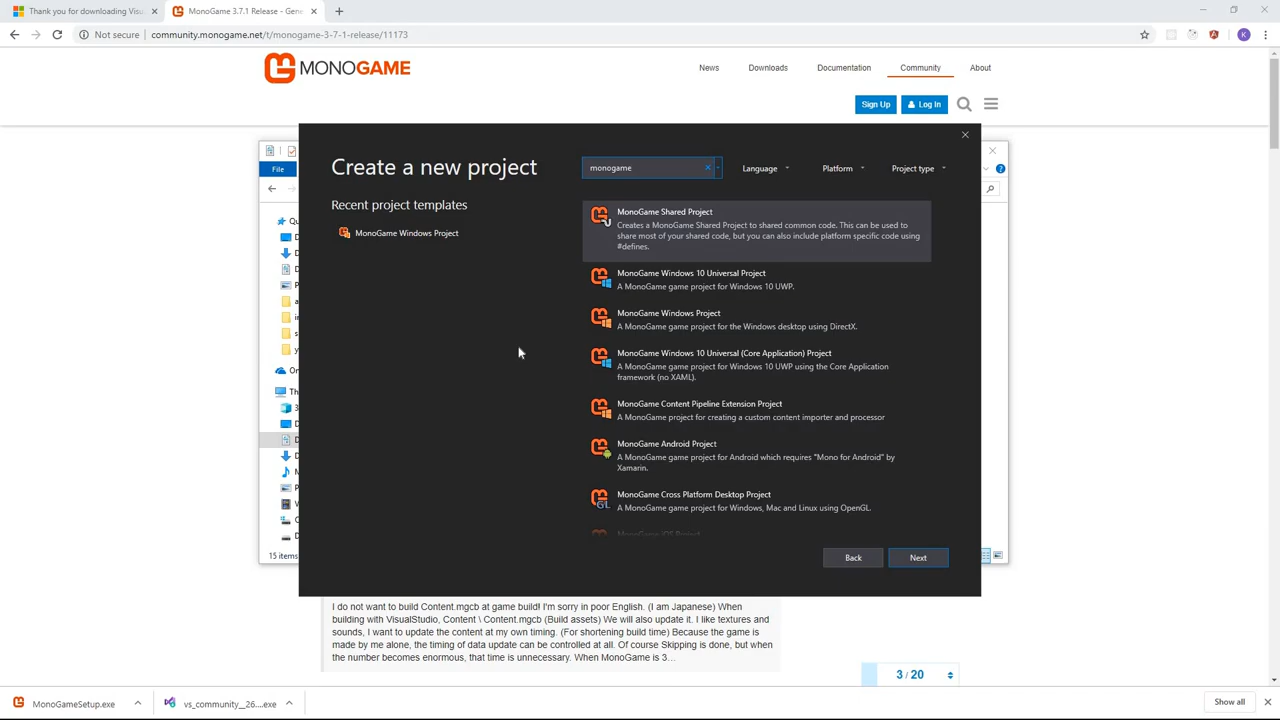 Thank you for downloading Visu
MonoGame 3.7.1 Release - Gene
Not secure
community.monogame.net/t/monogame-3-7-1-release/11173
K
MONOGAME
News
Downloads
Documentation
Community
About
Sign Up
Log In
File
Create a new project
monogame
Language
Platform
Project type
Recent project templates
MonoGame Windows Project
MonoGame Shared Project
Creates a MonoGame Shared Project to shared common code. This can be used to
share most of your shared code, but you can also include platform specific code using
#defines.
MonoGame Windows 10 Universal Project
A MonoGame game project for Windows 10 UWP.
MonoGame Windows Project
A MonoGame game project for the Windows desktop using DirectX.
MonoGame Windows 10 Universal (Core Application) Project
A MonoGame game project for Windows 10 UWP using the Core Application
framework (no XAML).
MonoGame Content Pipeline Extension Project
A MonoGame project for creating a custom content importer and processor
MonoGame Android Project
A MonoGame game project for Android which requires "Mono for Android" by
Xamarin.
MonoGame Cross Platform Desktop Project
GL
A MonoGame game project for Windows, Mac and Linux using OpenGL.
MonoGame iOS Project
Back
Next
Qu
On
Th
15 items
I do not want to build Content.mgcb at game build! I'm sorry in poor English. (I am Japanese) When
building with VisualStudio, Content \ Content.mgcb (Build assets) We will also update it. I like textures and
sounds, I want to update the content at my own timing. (For shortening build time) Because the game is
made by me alone, the timing of data update can be controlled at all. Of course Skipping is done, but when
the number becomes enormous, that time is unnecessary. When MonoGame is 3...
3 / 20
MonoGameSetup.exe
vs_community__26....exe
Show all